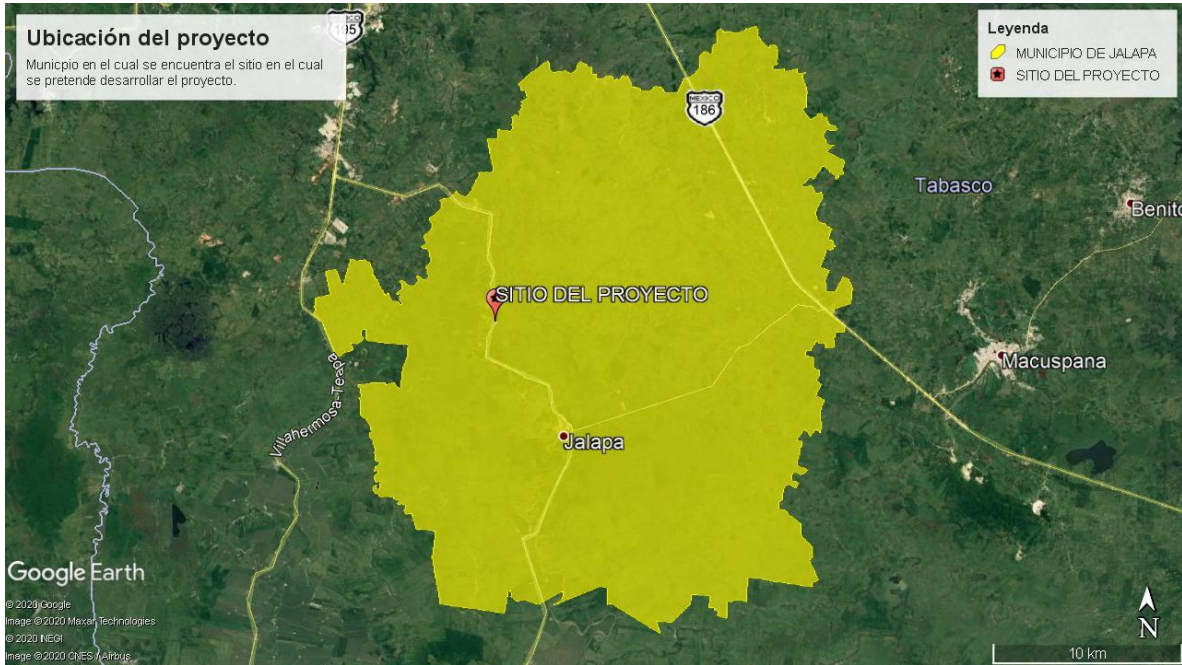 Ubicación del proyecto
Municpio en el cual se encuentra el sitio en el cual
se pretende desarrollar el proyecto.
195
Leyenda
MUNICIPIO DE JALAPA
SITIO DEL PROYECTO
MEXICO
186
Tabasco
Benito
SITIO DEL PROYECTO
Macuspana
Villahermosa-Teapa
Jalapa
Google Earth
© 2020 Google
Image © 2020 Maxar Technologies
© 2020 INEGI
Image © 2020 CNES / Airbus
N
10 km